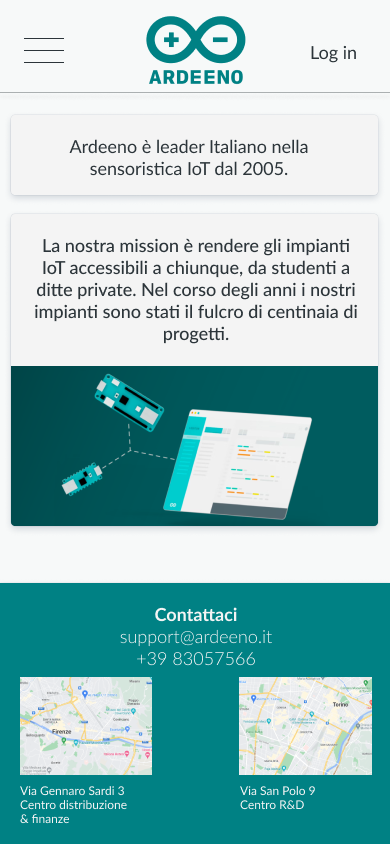 ARDEENO
Log in
Ardeeno è leader Italiano nella
sensoristica IoT dal 2005.
La nostra mission è rendere gli impianti
IoT accessibili a chiunque, da studenti a
ditte private. Nel corso degli anni i nostri
impianti sono stati il fulcro di centinaia di
progetti.
Contattaci
support@ardeeno.it
+39 83057566
Firenze
Torino
Via Gennaro Sardi 3
Centro distribuzione
& finanze
Via San Polo 9
Centro R&D